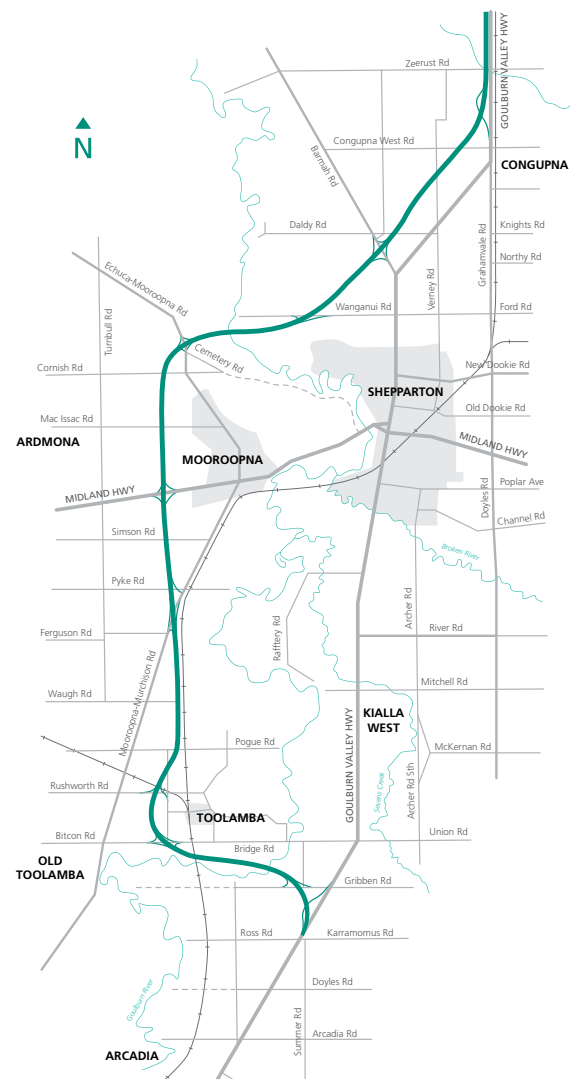 Zeerust Rd
GOULBURN VALLEY HWY
N
Congupna West Rd
Barmah Rd
CONGUPNA
Daldy Rd
Knights Rd
Grahamvale Rd
Northy Rd
Echuca-Mooroopna Rd
Verney Rd
Wanganui Rd
Ford Rd
Turnbull Rd
Cemetery Rd
Cornish Rd
New Dookie Rd
SHEPPARTON
Old Dookie Rd
Mac Issac Rd
ARDMONA
MOOROOPNA
MIDLAND HWY
MIDLAND HWY
Poplar Ave
Doyles Rd
Channel Rd
Simson Rd
Broken River
Pyke Rd
Archer Rd
Ferguson Rd
Rafftery Rd
River Rd
Mooroopna-Murchison Rd
Mitchell Rd
Waugh Rd
KIALLA
WEST
GOULBURN VALLEY HWY
Pogue Rd
McKernan Rd
Rushworth Rd
Sevens Creek
Archer Rd Sth
TOOLAMBA
Bitcon Rd
Union Rd
Bridge Rd
OLD
TOOLAMBA
Gribben Rd
Ross Rd
Karramomus Rd
Goulburn River
Doyles Rd
Summer Rd
Arcadia Rd
ARCADIA